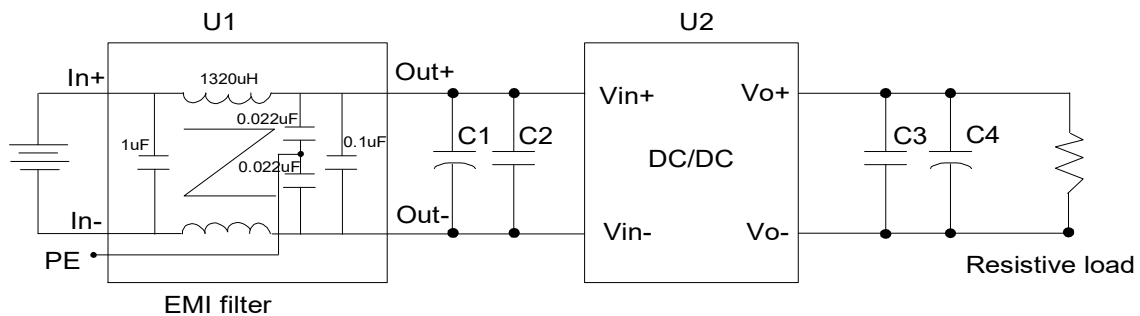 U1
U2
In+
1320uH
Out+
Vin+
Vo+
0.022uF
1uF
0.1uF
C1
C2
C3
C4
DC/DC
0.022uF
In-
Out-
Vin-
Vo-
PE
Resistive load
EMI filter